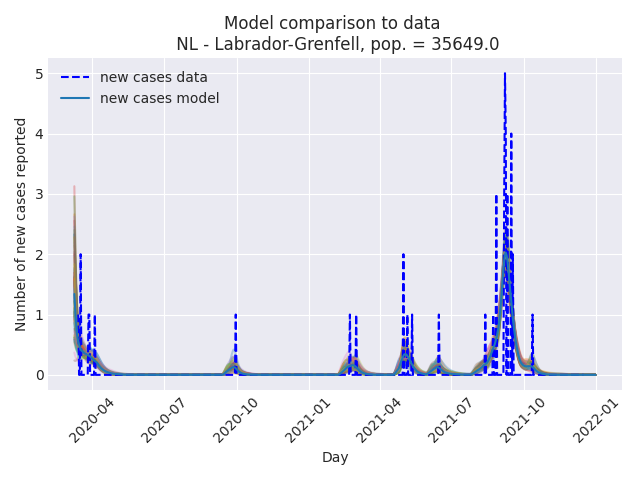 Model comparison to data
NL - Labrador-Grenfell, pop. = 35649.0
new cases data
new cases model
Number of new cases reported
5
4
3
2
1
0
2020-04
2020-07
2020-10
2021-01
2021-04
2021-07
2021-10
2022-01
Day